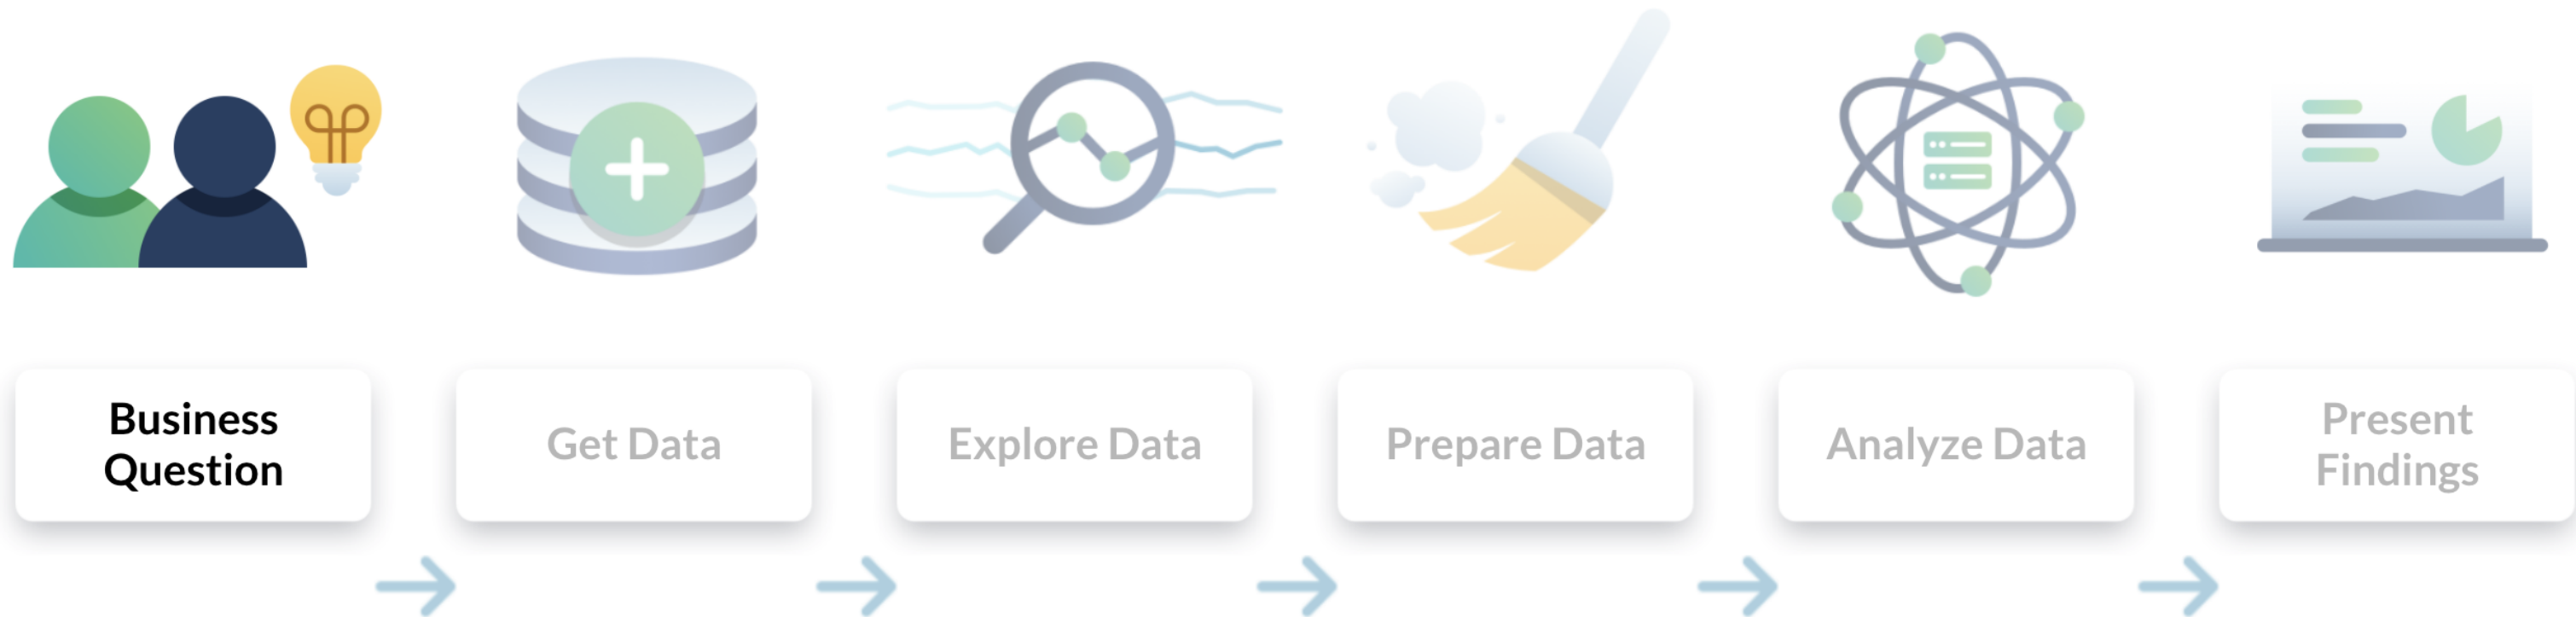 Business
Question
Get Data
Explore Data
Prepare Data
Analyze Data
Present
Findings